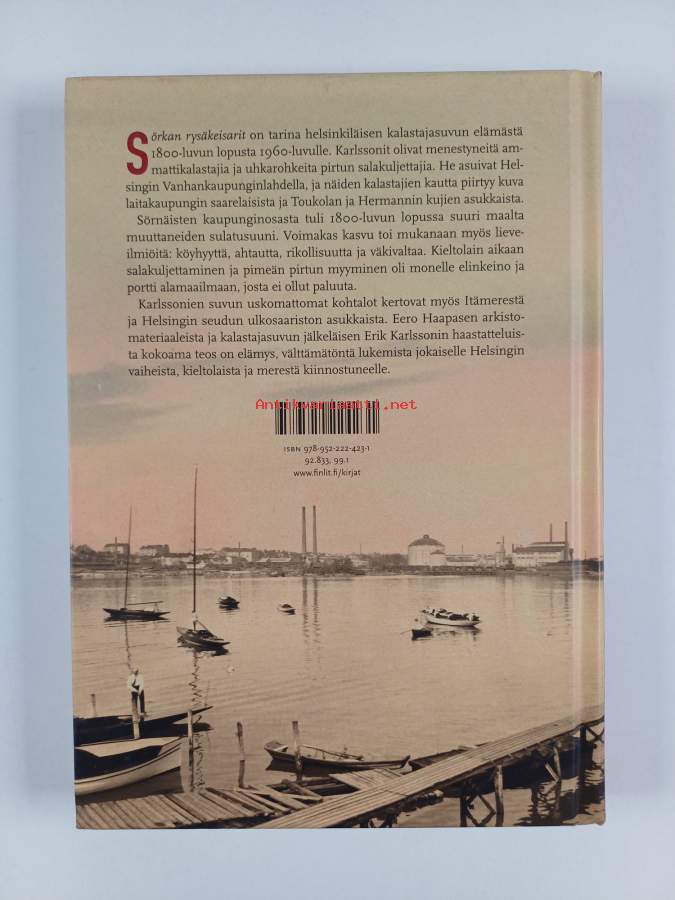 Sörkan rysäkeisarit on tarina helsinkiläisen kalastajasuvun elämästä
1800-luvun lopusta 1960-luvulle. Karlssonit olivat menestyneitä am-
mattikalastajia ja uhkarohkeita pirtun salakuljettajia. He asuivat Hel-
singin Vanhankaupunginlahdella, ja näiden kalastajien kautta piirtyy kuva
laitakaupungin saarelaisista ja Toukolan ja Hermannin kujien asukkaista.
Sörnäisten kaupunginosasta tuli 1800-luvun lopussa suuri maalta
muuttaneiden sulatusuuni. Voimakas kasvu toi mukanaan myös lieve-
ilmiöitä: köyhyyttä, ahtautta, rikollisuutta ja väkivaltaa. Kieltolain aikaan
salakuljettaminen ja pimeän pirtun myyminen oli monelle elinkeino ja
portti alamaailmaan, josta ei ollut paluuta.
Karlssonien suvun uskomattomat kohtalot kertovat myös Itämerestä
ja Helsingin seudun ulkosaariston asukkaista. Eero Haapasen arkisto-
materiaaleista ja kalastajasuvun jälkeläisen Erik Karlssonin haastatteluis-
ta kokoama teos on elämys, välttämätöntä lukemista jokaiselle Helsingin
vaiheista, kieltolaista ja merestä kiinnostuneelle.
Antikvariaatti.net
ISBN 978-952-222-423-1
92.833, 99.1
www.finlit.fi/kirjat